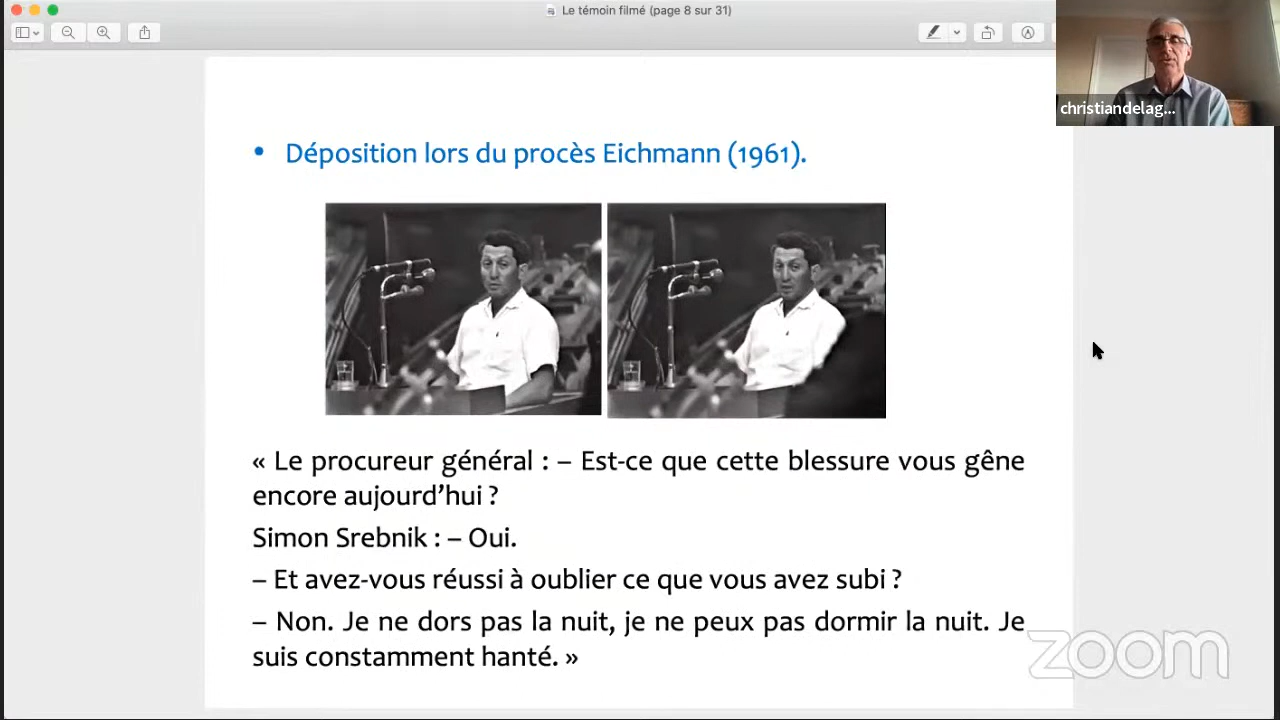 Le témoin filmé (page 8 sur 31)
christiandelag...
• Déposition lors du procès Eichmann (1961).
« Le procureur général : – Est-ce que cette blessure vous gêne
encore aujourd’hui ?
Simon Srebnik : – Oui.
– Et avez-vous réussi à oublier ce que vous avez subi ?
– Non. Je ne dors pas la nuit, je ne peux pas dormir la nuit. Je
suis constamment hanté. »
zoom